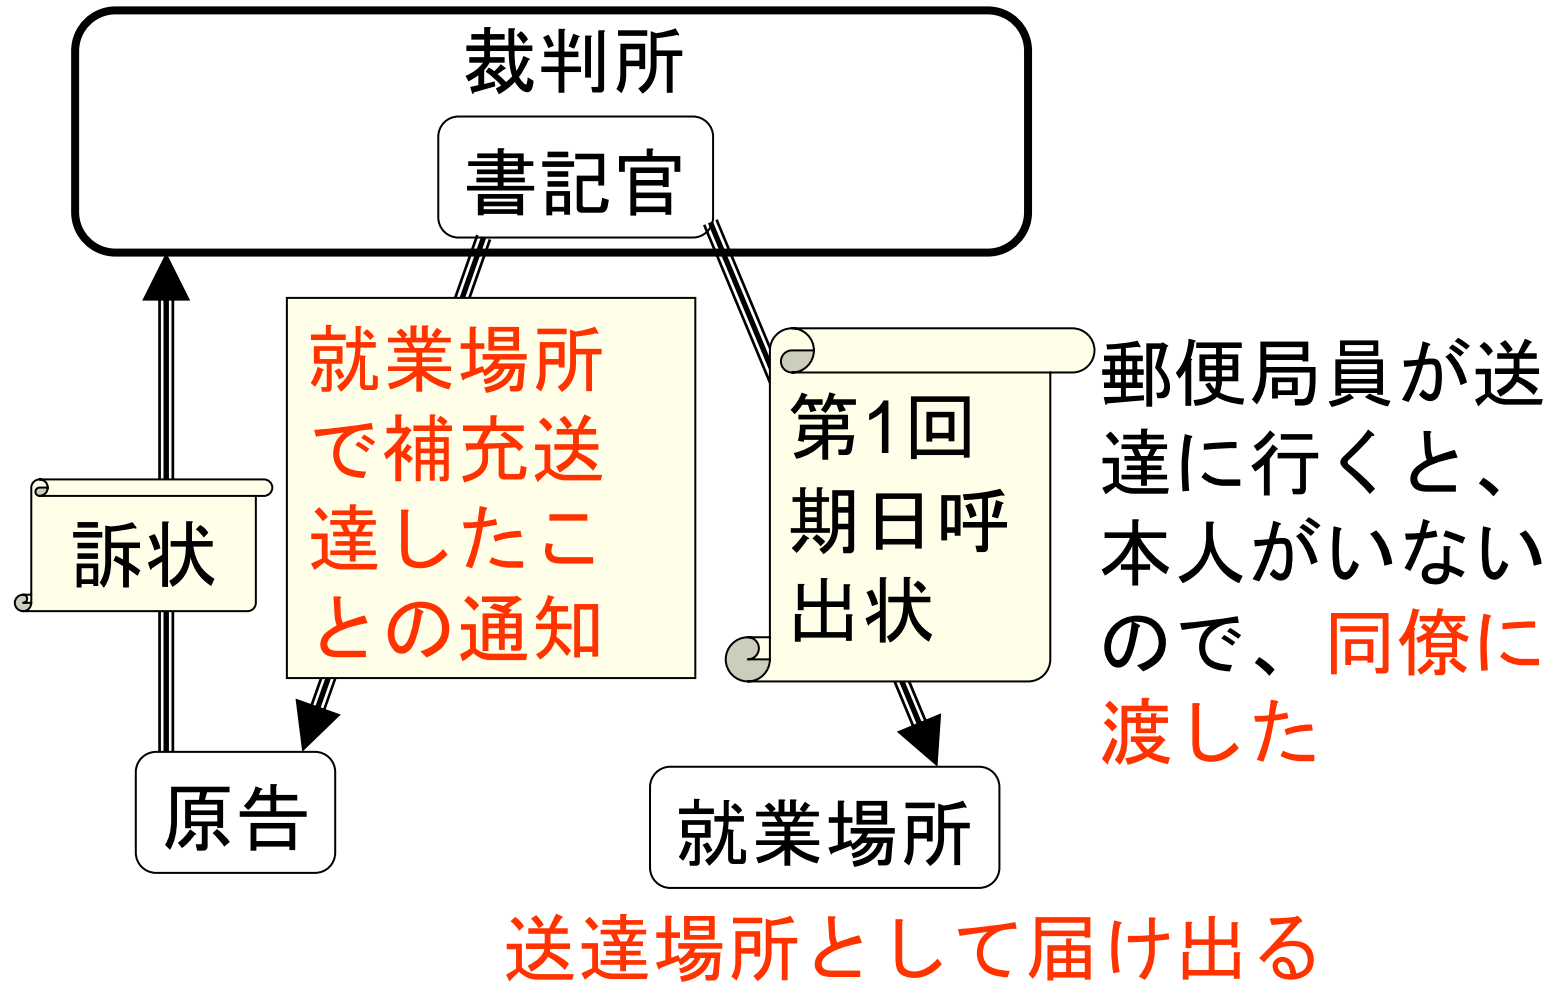 裁判所
書記官
就業場所
で補充送
達したこ
との通知
訴状
第1回
期日呼
出状
郵便局員が送
達に行くと、
本人がいない
ので、同僚に
渡した
原告
就業場所
送達場所として届け出る